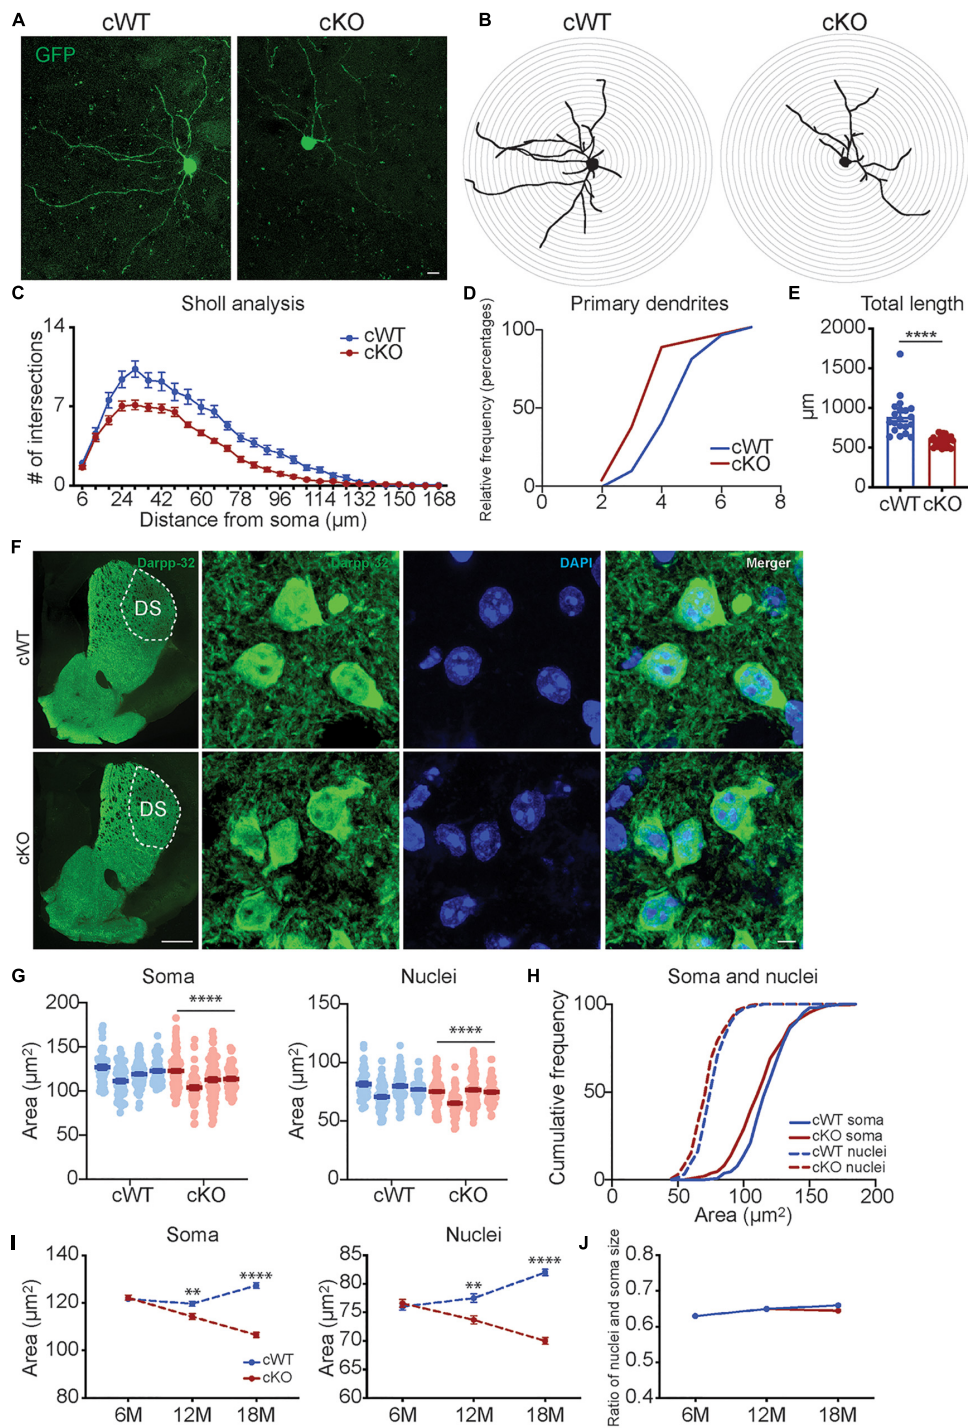 A
cWT
cKO
GFP
B
cWT
cKO
C
Sholl analysis
# of intersections
14
7
0
cWT
cKO
6 24 42 60 78 96 114 132 150 168
Distance from soma (µm)
D
Primary dendrites
Relative frequency (percentages)
100
50
0
cWT
cKO
0 2 4 6 8
E
Total length
µm
2000
1500
1000
500
0
****
cWT cKO
F
Darpp-32
Darpp-32
DAPI
Merger
cWT
DS
cKO
DS
G
Soma
Area (µm²)
200
150
100
50
0
****
cWT cKO
Nuclei
Area (µm²)
150
100
50
0
****
cWT cKO
H
Soma and nuclei
Cumulative frequency
100
50
0
cWT soma
cKO soma
cWT nuclei
cKO nuclei
0 50 100 150 200
Area (µm²)
I
Soma
Area (µm²)
140
120
100
80
**
****
cWT
cKO
6M 12M 18M
Nuclei
Area (µm²)
85
80
75
70
65
60
**
****
6M 12M 18M
J
Ratio of nuclei and soma size
0.8
0.7
0.6
0.5
0.4
6M 12M 18M